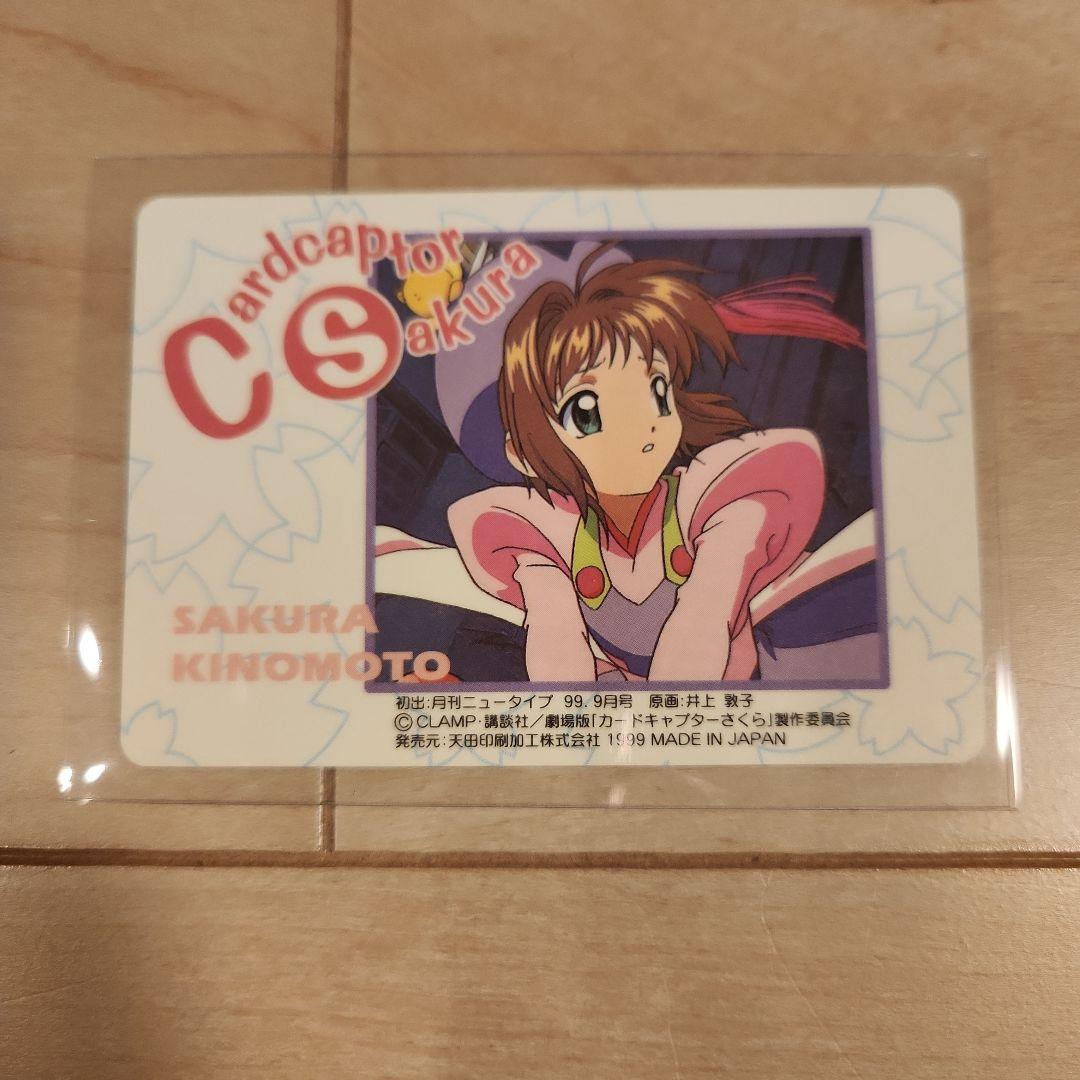 Cardcaptor
Sakura
SAKURA
KINOMOTO
初出:月刊ニュータイプ 99. 9月号 原画:井上 敦子
© CLAMP・講談社/劇場版「カードキャプターさくら」製作委員会
発売元:天田印刷加工株式会社 1999 MADE IN JAPAN